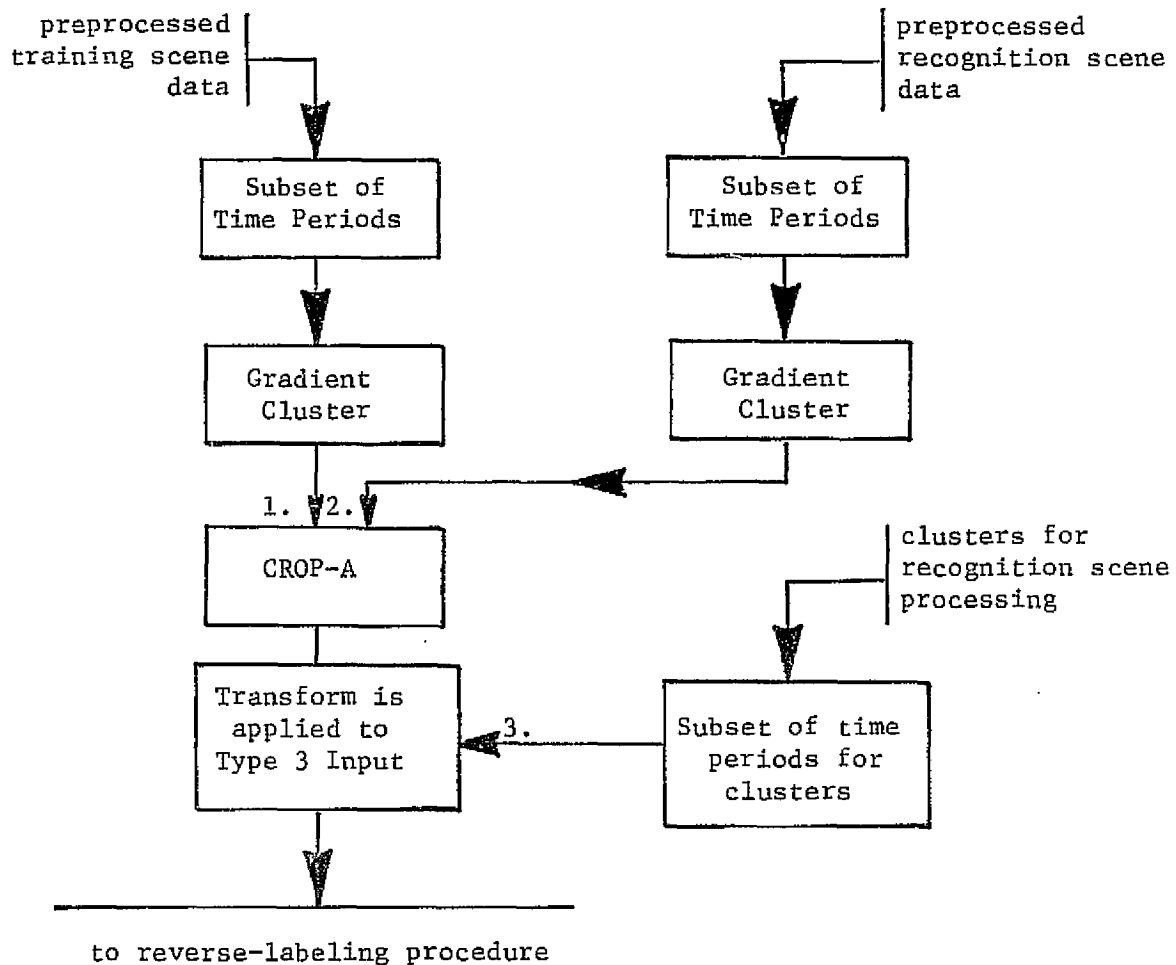 preprocessed
training scene
data
preprocessed
recognition scene
data
Subset of
Time Periods
Subset of
Time Periods
Gradient
Cluster
Gradient
Cluster
1. 2.
CROP-A
clusters for
recognition scene
processing
Transform is
applied to
Type 3 Input
3.
Subset of time
periods for
clusters
to reverse-labeling procedure